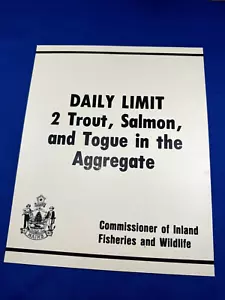 DAILY LIMIT
2 Trout, Salmon,
and Togue in the
Aggregate
Commissioner of Inland
Fisheries and Wildlife